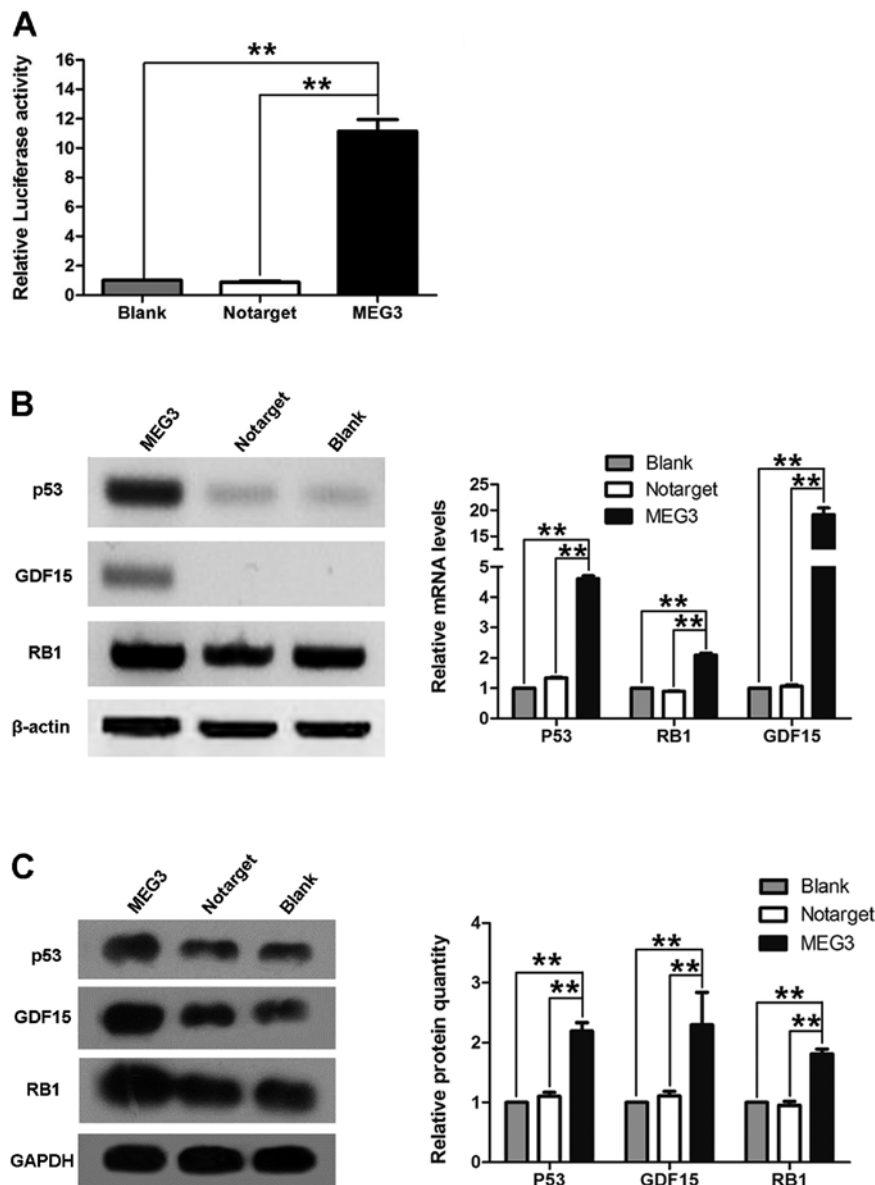 A
Relative Luciferase activity
16
14
12
10
8
6
4
2
0
**
**
Blank Notarget MEG3
B
MEG3 Notarget Blank
p53
GDF15
RB1
β-actin
Relative mRNA levels
25
20
15
10
5
4
3
2
1
0
Blank
Notarget
MEG3
**
**
**
**
**
**
P53 RB1 GDF15
C
MEG3 Notarget Blank
p53
GDF15
RB1
GAPDH
Relative protein quantity
4
3
2
1
0
Blank
Notarget
MEG3
**
**
**
**
**
**
P53 GDF15 RB1